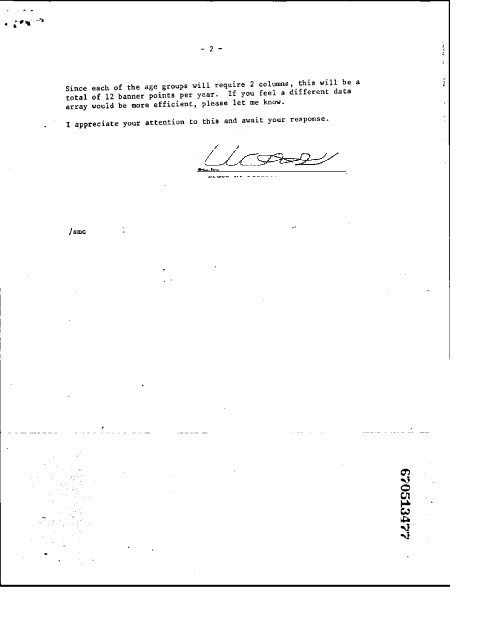 - 2 -
Since each of the age groups will require 2 columns, this will be a
total of 12 banner points per year. If you feel a different data
array would be more efficient, please let me know.
I appreciate your attention to this and await your response.
/smc
670513477